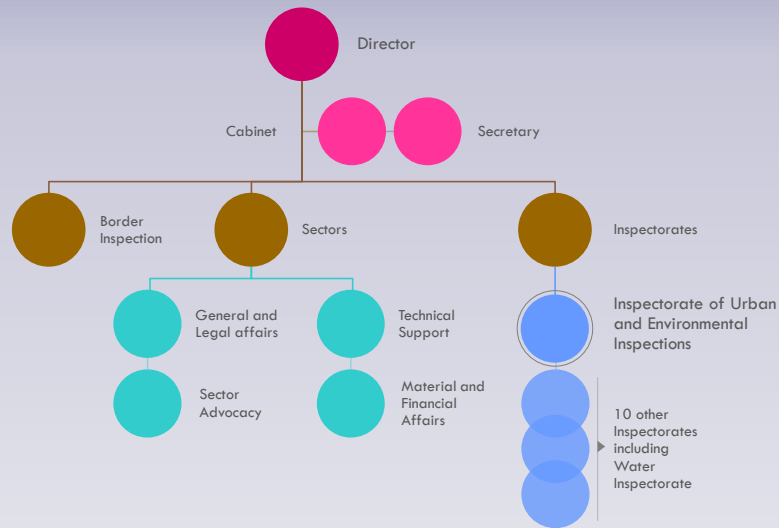 Director
Cabinet
Secretary
Border
Inspection
Sectors
Inspectorates
General and
Legal affairs
Technical
Support
Inspectorate of Urban
and Environmental
Inspections
Sector
Advocacy
Material and
Financial
Affairs
10 other
Inspectorates
including
Water
Inspectorate